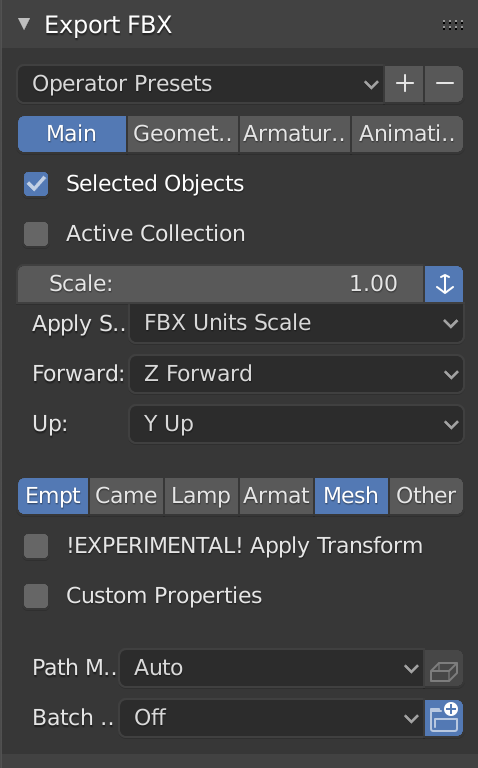 Export FBX
Operator Presets
Main Geomet.. Armatur.. Animati..
Selected Objects
Active Collection
Scale: 1.00
Apply S.. FBX Units Scale
Forward: Z Forward
Up: Y Up
Empt Came Lamp Armat Mesh Other
!EXPERIMENTAL! Apply Transform
Custom Properties
Path M.. Auto
Batch .. Off